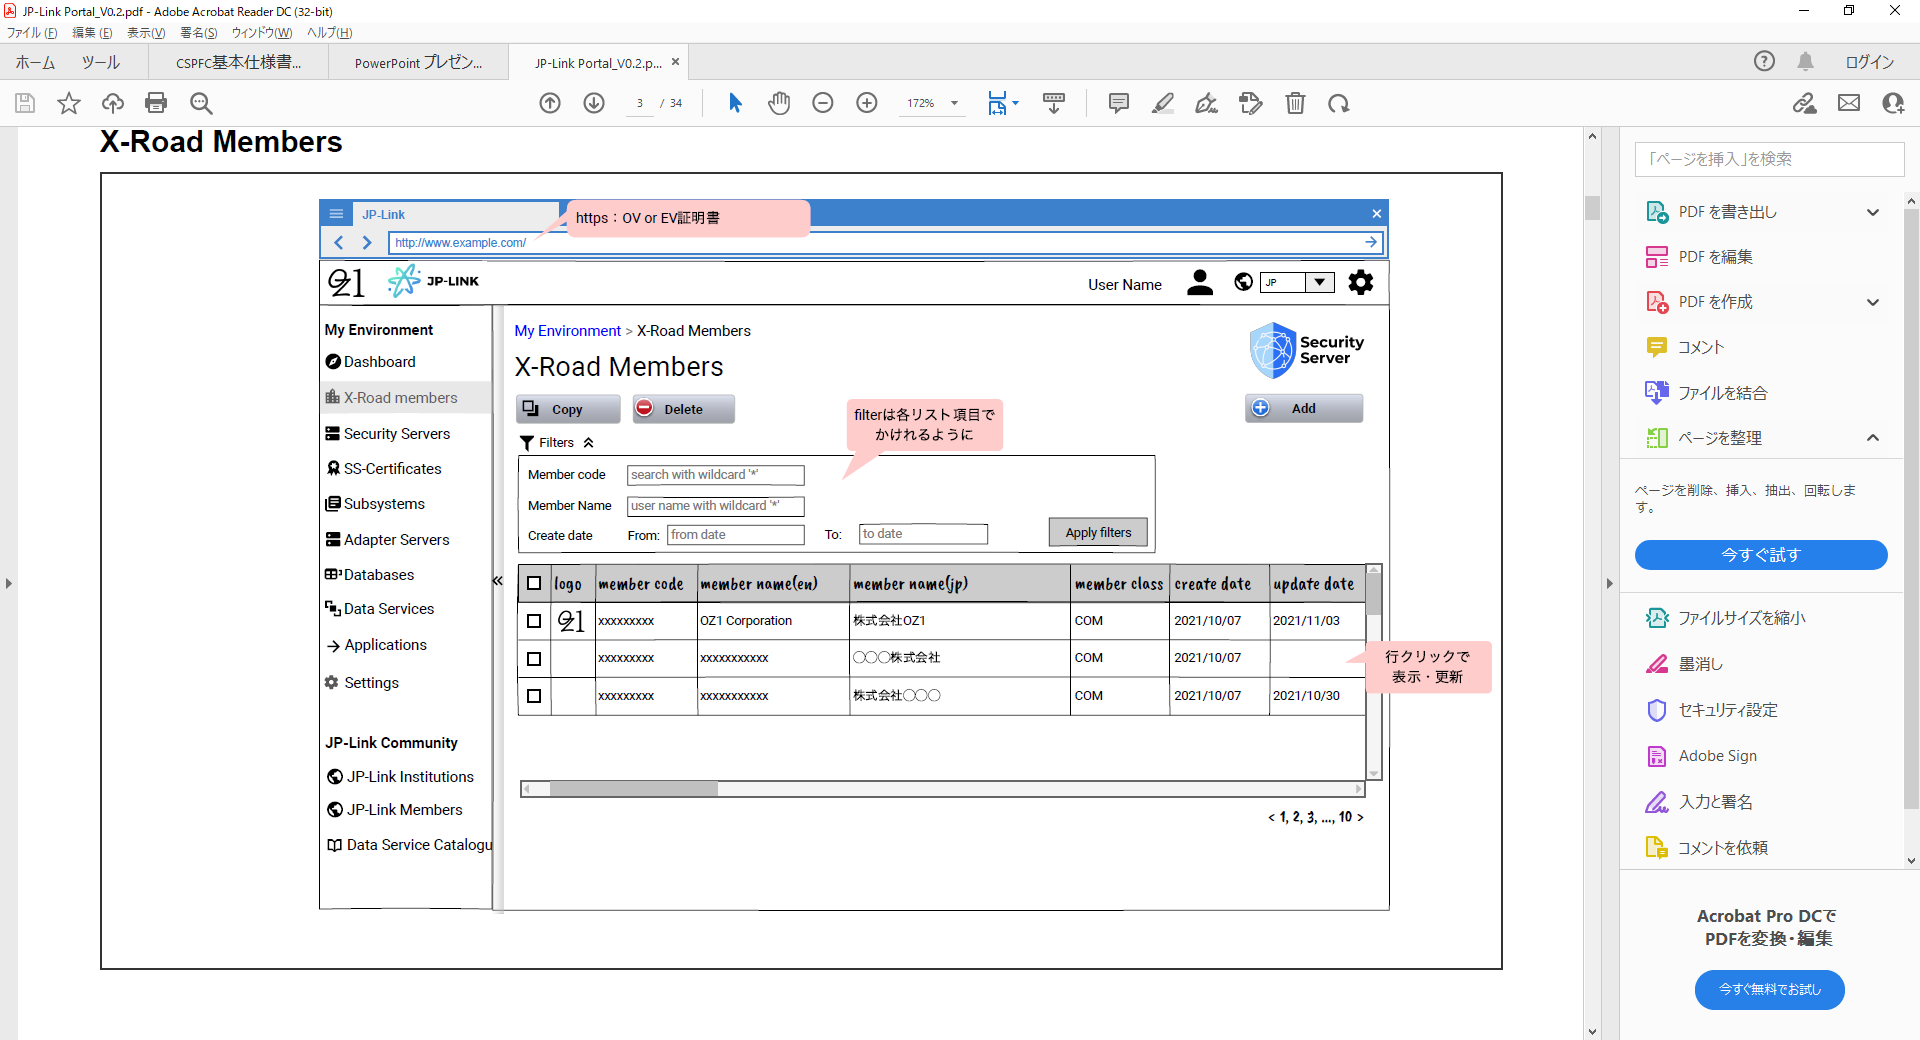 JP-Link Portal_V0.2.pdf - Adobe Acrobat Reader DC (32-bit)
ファイル(F) 編集(E) 表示(V) 署名(S) ウィンドウ(W) ヘルプ(H)
ホーム ツール CSPFC基本仕様書... PowerPoint プレゼン... JP-Link Portal_V0.2.p... × ログイン
3 / 34 172%
X-Road Members
JP-Link
https：OV or EV証明書
http://www.example.com/
OZ1 JP-LINK User Name JP
My Environment
Dashboard
X-Road members
Security Servers
SS-Certificates
Subsystems
Adapter Servers
Databases
Data Services
Applications
Settings
JP-Link Community
JP-Link Institutions
JP-Link Members
Data Service Catalogu
My Environment > X-Road Members
X-Road Members
Security
Server
Copy Delete Add
filterは各リスト項目で
かけれるように
Filters
Member code search with wildcard '*'
Member Name user name with wildcard '*'
Create date From: from date To: to date Apply filters
logo member code member name(en) member name(jp) member class create date update date
OZ1 xxxxxxxxx OZ1 Corporation 株式会社OZ1 COM 2021/10/07 2021/11/03
xxxxxxxxx xxxxxxxxxxx 〇〇〇株式会社 COM 2021/10/07
xxxxxxxxx xxxxxxxxxxx 株式会社〇〇〇 COM 2021/10/07 2021/10/30
行クリックで
表示・更新
< 1, 2, 3, ..., 10 >
「ページを挿入」を検索
PDF を書き出し
PDF を編集
PDF を作成
コメント
ファイルを結合
ページを整理
ページを削除、挿入、抽出、回転しま
す。
今すぐ試す
ファイルサイズを縮小
墨消し
セキュリティ設定
Adobe Sign
入力と署名
コメントを依頼
Acrobat Pro DCで
PDFを変換・編集
今すぐ無料でお試し